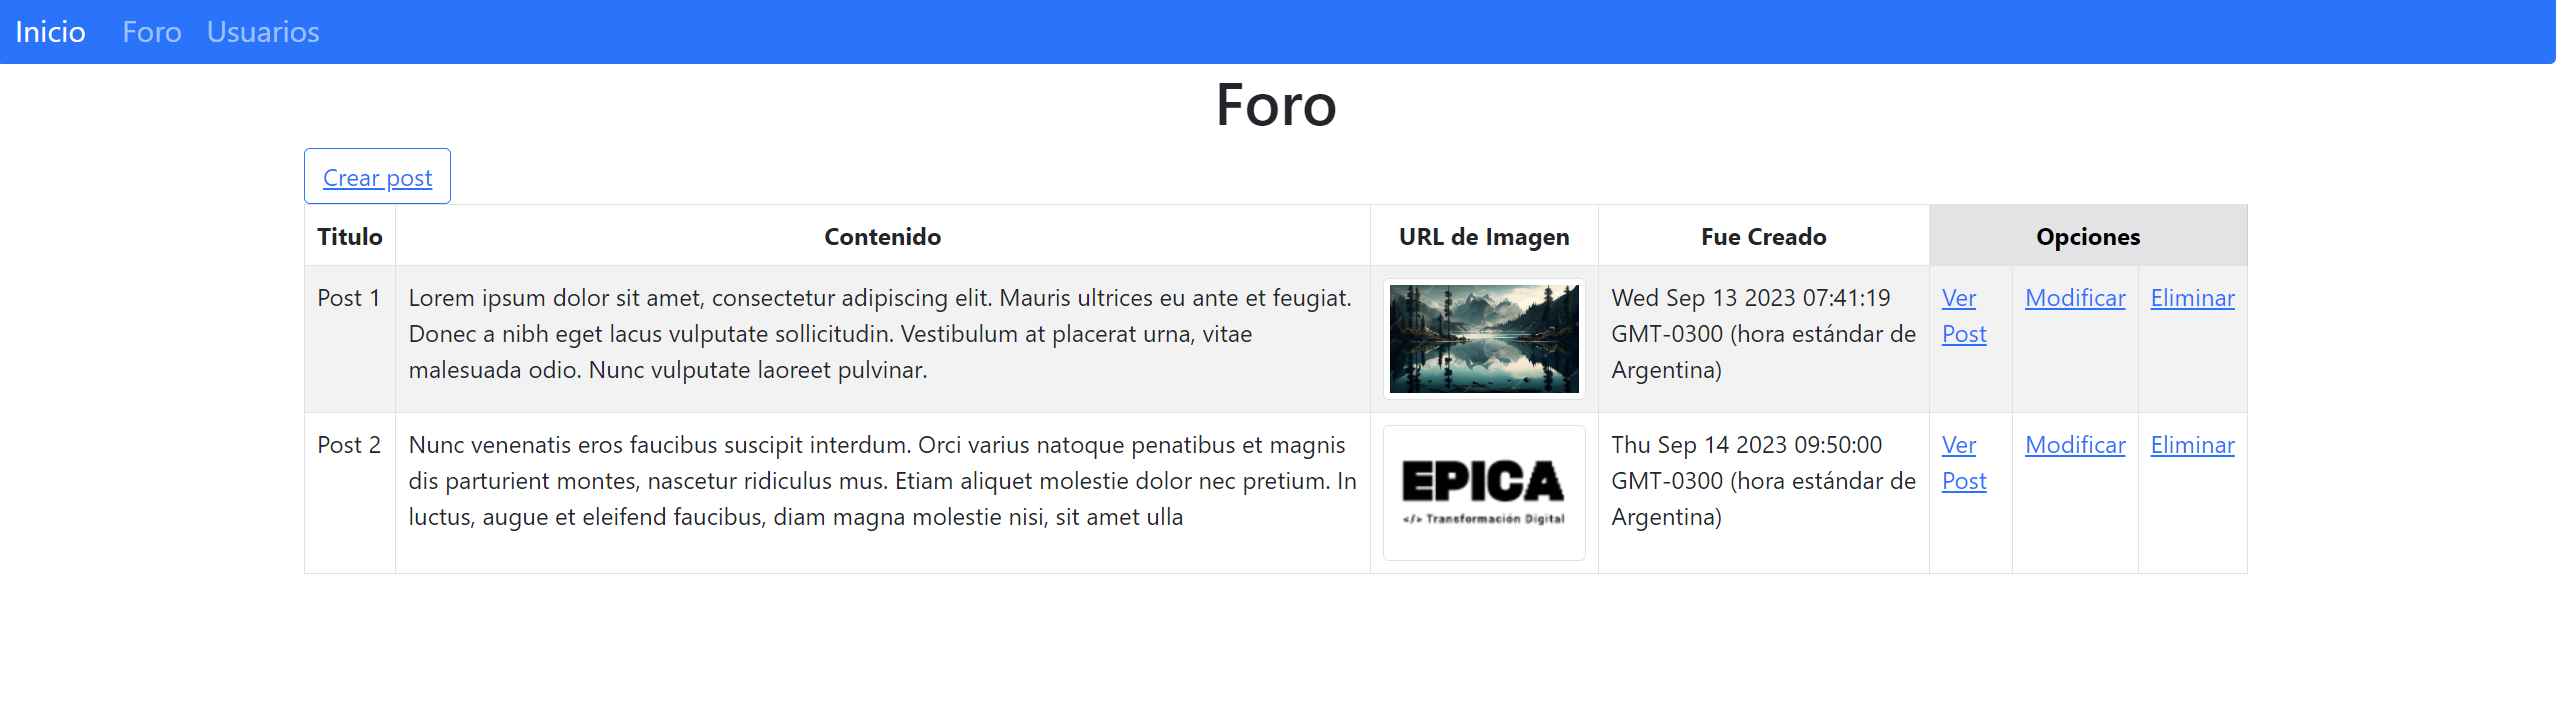 Inicio Foro Usuarios
Foro
Crear post
Titulo Contenido URL de Imagen Fue Creado Opciones
Post 1
Lorem ipsum dolor sit amet, consectetur adipiscing elit. Mauris ultrices eu ante et feugiat.
Donec a nibh eget lacus vulputate sollicitudin. Vestibulum at placerat urna, vitae
malesuada odio. Nunc vulputate laoreet pulvinar.
Wed Sep 13 2023 07:41:19
GMT-0300 (hora estándar de
Argentina)
Ver
Post
Modificar
Eliminar
Post 2
Nunc venenatis eros faucibus suscipit interdum. Orci varius natoque penatibus et magnis
dis parturient montes, nascetur ridiculus mus. Etiam aliquet molestie dolor nec pretium. In
luctus, augue et eleifend faucibus, diam magna molestie nisi, sit amet ulla
EPICA
</> Transformación Digital
Thu Sep 14 2023 09:50:00
GMT-0300 (hora estándar de
Argentina)
Ver
Post
Modificar
Eliminar